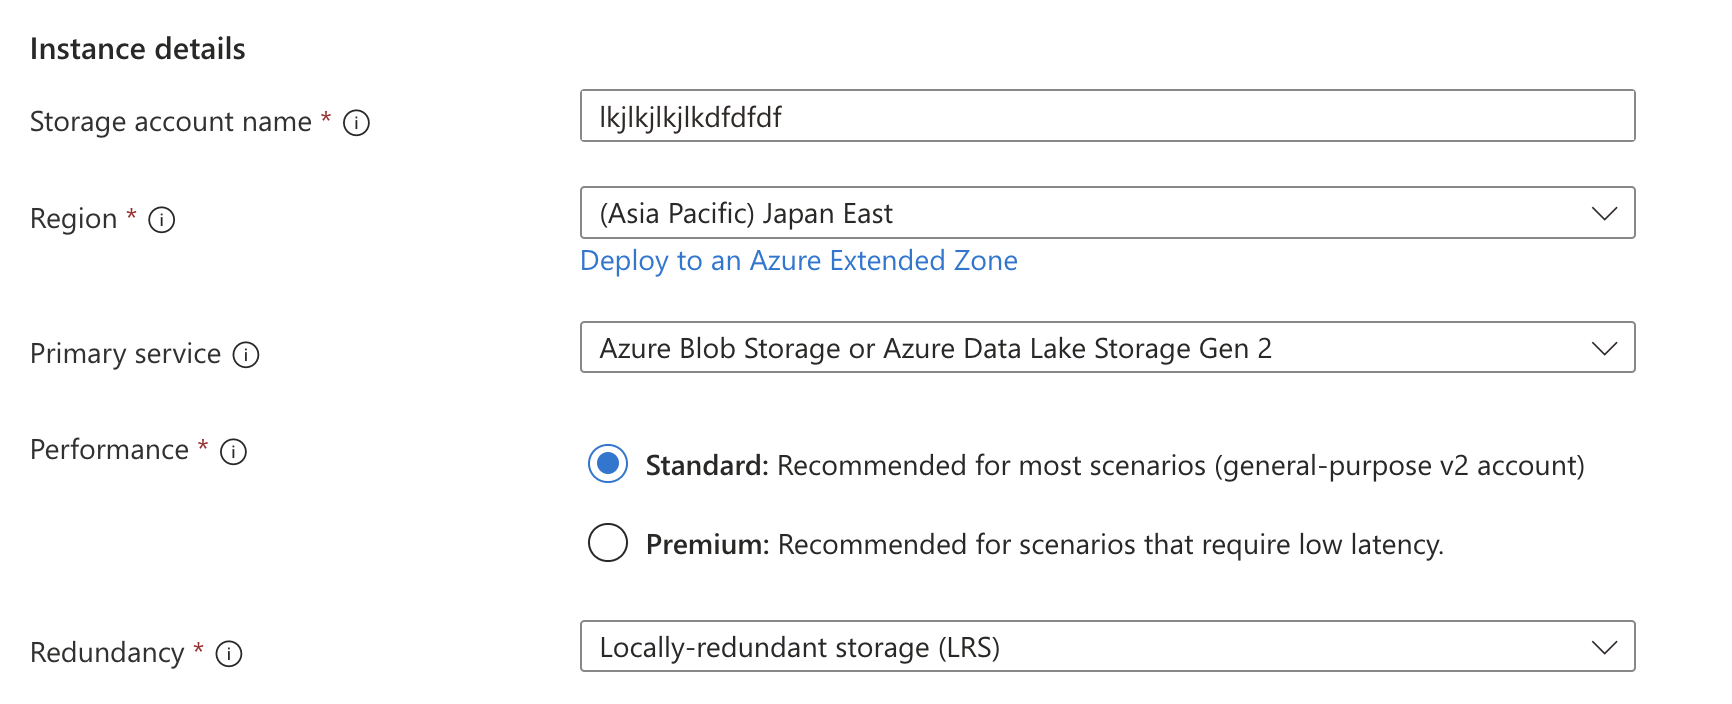 Instance details
Storage account name *
lkjlkjlkjlkdfdfdf
Region *
(Asia Pacific) Japan East
Deploy to an Azure Extended Zone
Primary service
Azure Blob Storage or Azure Data Lake Storage Gen 2
Performance *
Standard: Recommended for most scenarios (general-purpose v2 account)
Premium: Recommended for scenarios that require low latency.
Redundancy *
Locally-redundant storage (LRS)